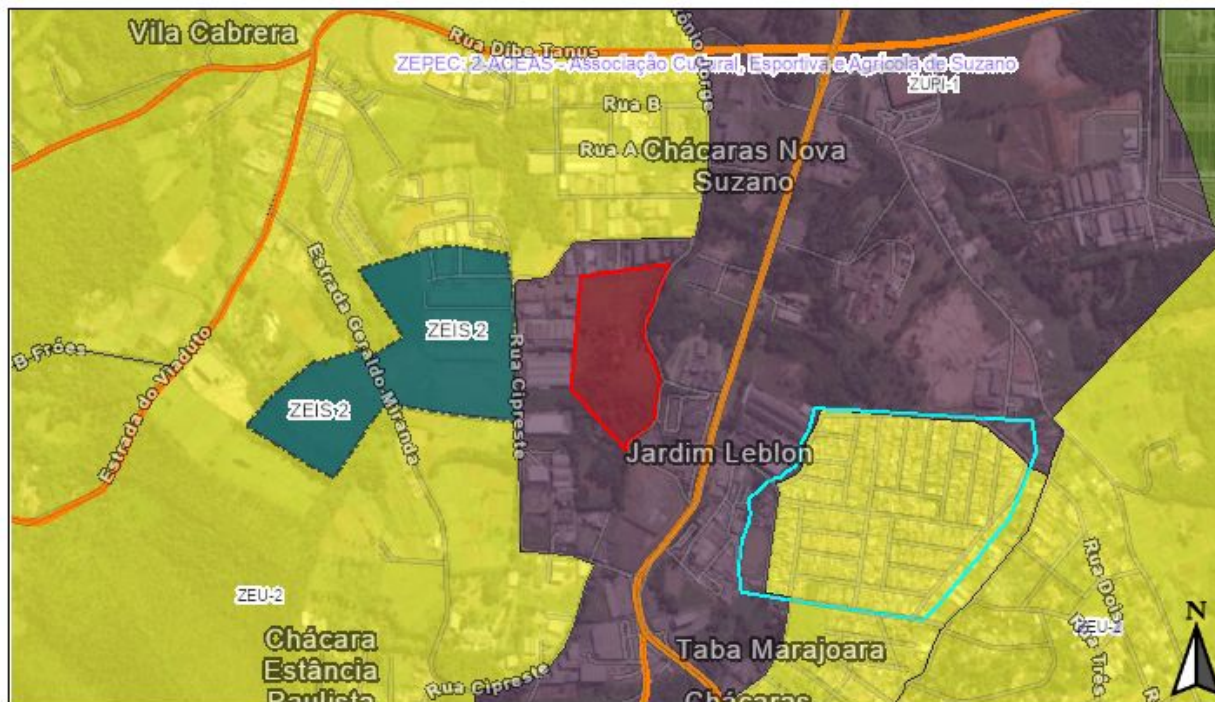 Vila Cabrera
Rua Dibe Tanus
ZEPEC: 2-ACEAS - Associação Cultural, Esportiva e Agrícola de Suzano
ZUPI-1
Rua B
Rua A
Chácaras Nova
Suzano
Estrada Geraldo Miranda
ZEIS 2
Rua Cipreste
B Fróes
Estrada do Viaduto
ZEIS 2
Jardim Leblon
ZEU-2
Rua Dois
N
ZEU-2
Chácara
Estância
Paulista
Taba Marajoara
Rua Três
Rua Cipreste
Chácaras